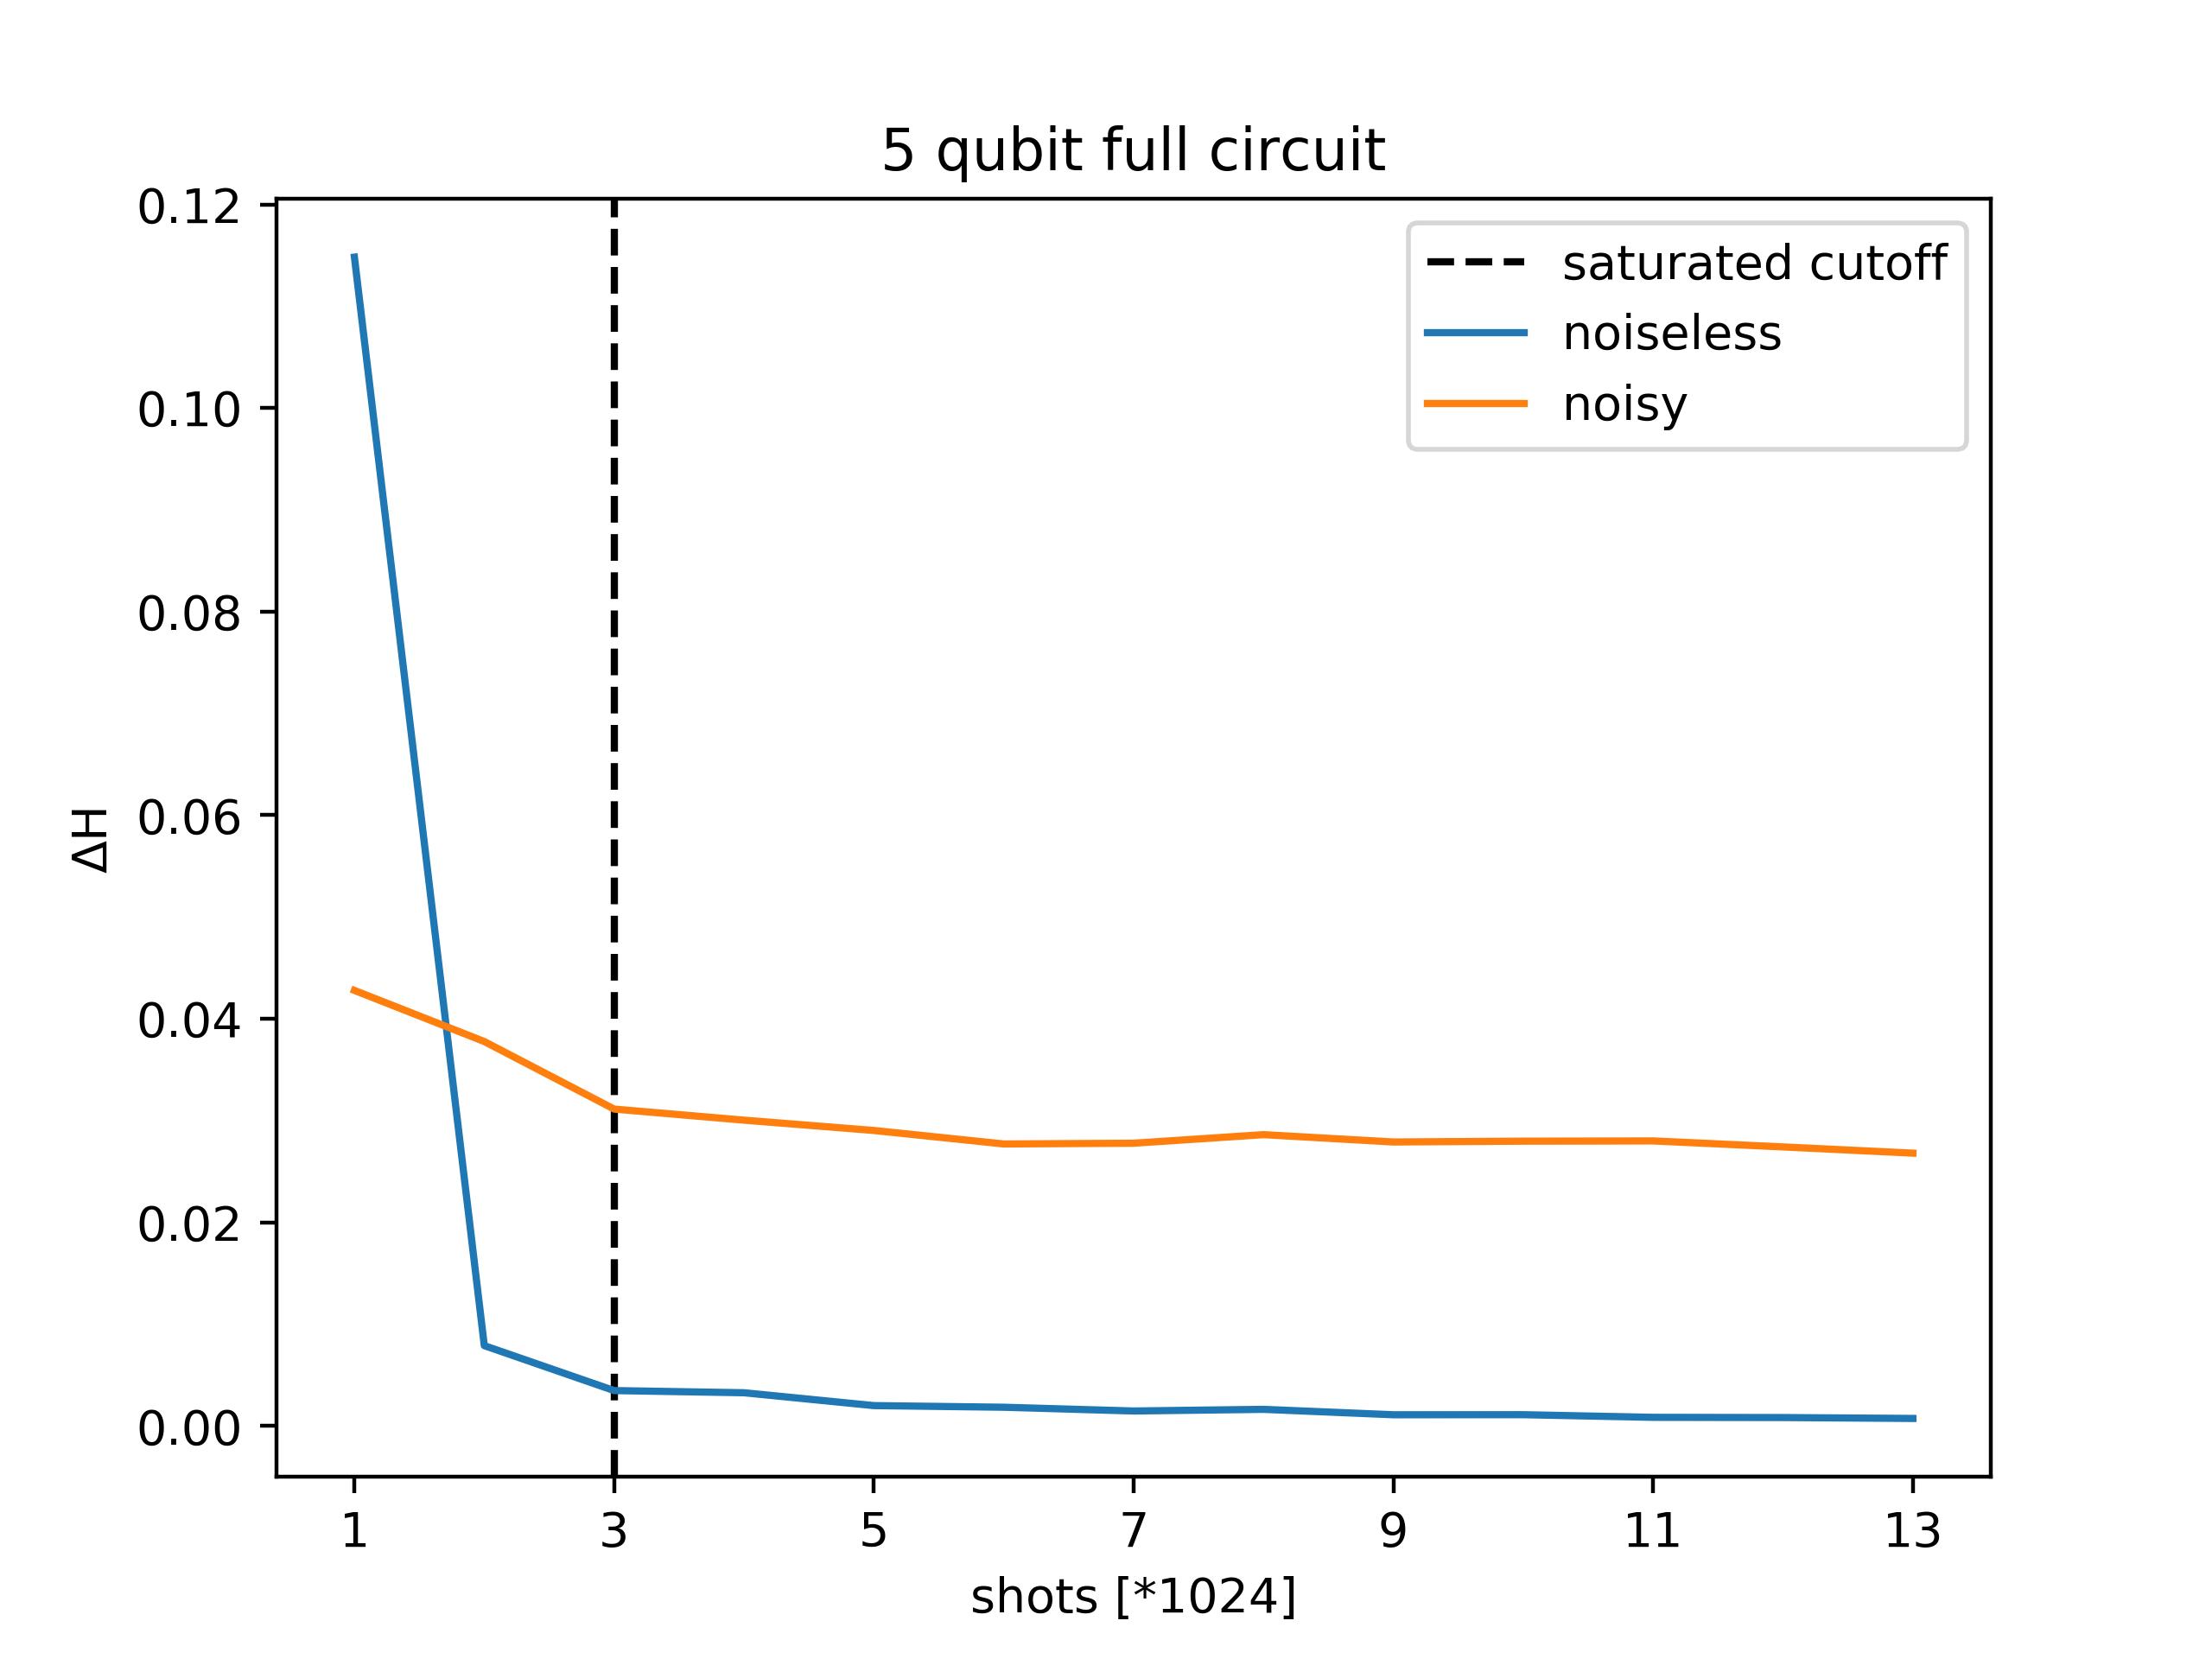 5 qubit full circuit
saturated cutoff
noiseless
noisy
ΔH
0.12
0.10
0.08
0.06
0.04
0.02
0.00
1 3 5 7 9 11 13
shots [*1024]